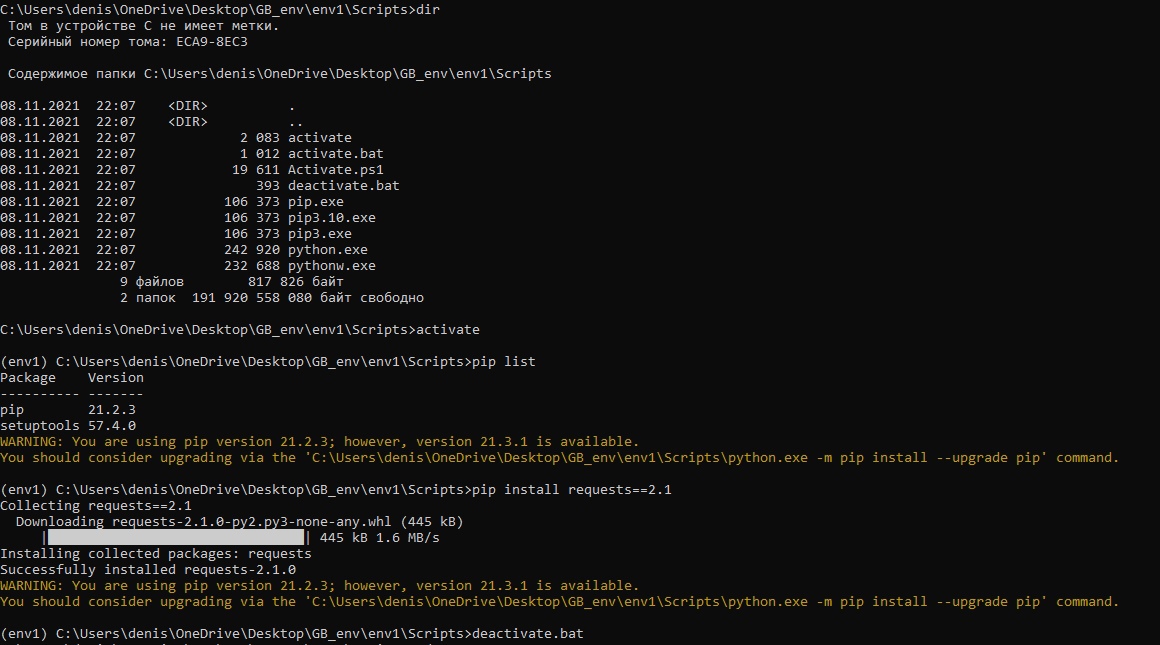 C:\Users\denis\OneDrive\Desktop\GB_env\env1\Scripts>dir
Том в устройстве C не имеет метки.
Серийный номер тома: ECA9-8EC3
Содержимое папки C:\Users\denis\OneDrive\Desktop\GB_env\env1\Scripts
08.11.2021  22:07    <DIR>          .
08.11.2021  22:07    <DIR>          ..
08.11.2021  22:07             2 083 activate
08.11.2021  22:07             1 012 activate.bat
08.11.2021  22:07            19 611 Activate.ps1
08.11.2021  22:07               393 deactivate.bat
08.11.2021  22:07           106 373 pip.exe
08.11.2021  22:07           106 373 pip3.10.exe
08.11.2021  22:07           106 373 pip3.exe
08.11.2021  22:07           242 920 python.exe
08.11.2021  22:07           232 688 pythonw.exe
9 файлов        817 826 байт
2 папок  191 920 558 080 байт свободно
C:\Users\denis\OneDrive\Desktop\GB_env\env1\Scripts>activate
(env1) C:\Users\denis\OneDrive\Desktop\GB_env\env1\Scripts>pip list
Package    Version
---------- -------
pip        21.2.3
setuptools 57.4.0
WARNING: You are using pip version 21.2.3; however, version 21.3.1 is available.
You should consider upgrading via the 'C:\Users\denis\OneDrive\Desktop\GB_env\env1\Scripts\python.exe -m pip install --upgrade pip' command.
(env1) C:\Users\denis\OneDrive\Desktop\GB_env\env1\Scripts>pip install requests==2.1
Collecting requests==2.1
Downloading requests-2.1.0-py2.py3-none-any.whl (445 kB)
|████████████████████████████████| 445 kB 1.6 MB/s
Installing collected packages: requests
Successfully installed requests-2.1.0
WARNING: You are using pip version 21.2.3; however, version 21.3.1 is available.
You should consider upgrading via the 'C:\Users\denis\OneDrive\Desktop\GB_env\env1\Scripts\python.exe -m pip install --upgrade pip' command.
(env1) C:\Users\denis\OneDrive\Desktop\GB_env\env1\Scripts>deactivate.bat